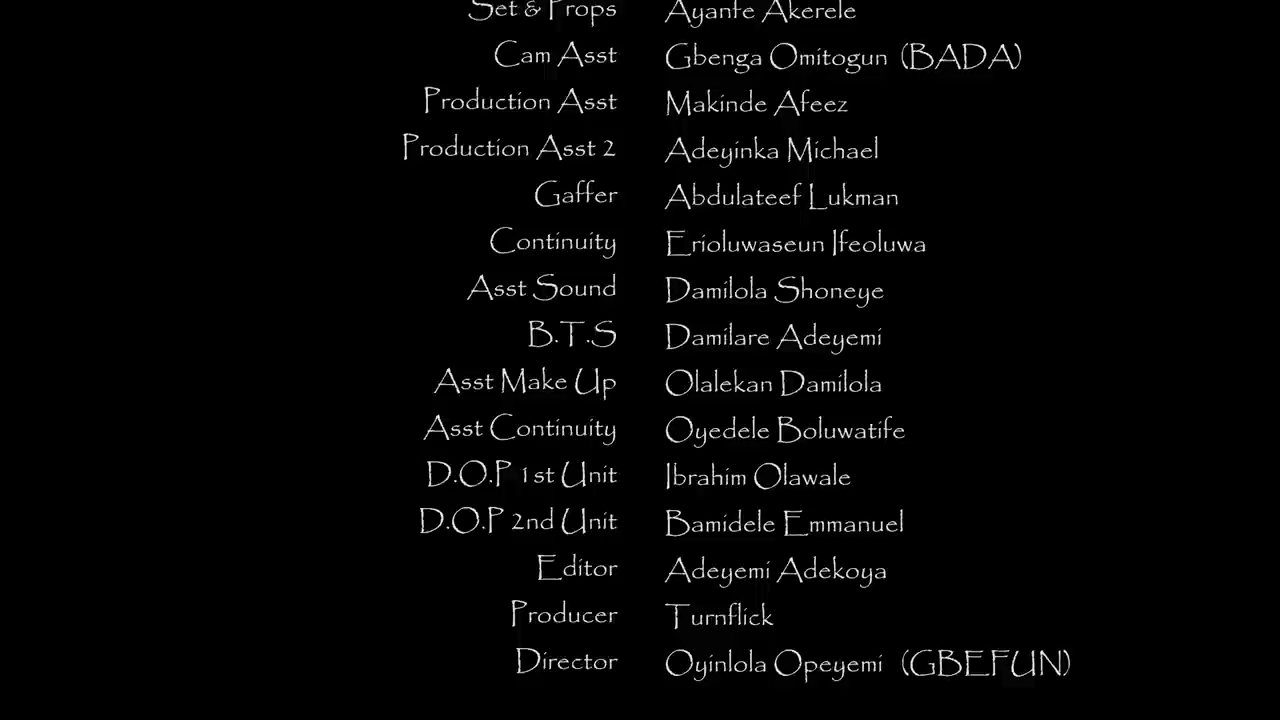 Set & Props Ayanfe Akerele
Cam Asst Gbenga Omitogun (BADA)
Production Asst Makinde Afeez
Production Asst 2 Adeyinka Michael
Gaffer Abdulateef Lukman
Continuity Erioluwaseun Ifeoluwa
Asst Sound Damilola Shoneye
B.T.S Damilare Adeyemi
Asst Make Up Olalekan Damilola
Asst Continuity Oyedele Boluwatife
D.O.P 1st Unit Ibrahim Olawale
D.O.P 2nd Unit Bamidele Emmanuel
Editor Adeyemi Adekoya
Producer Turnflick
Director Oyinlola Opeyemi (GBEFUN)